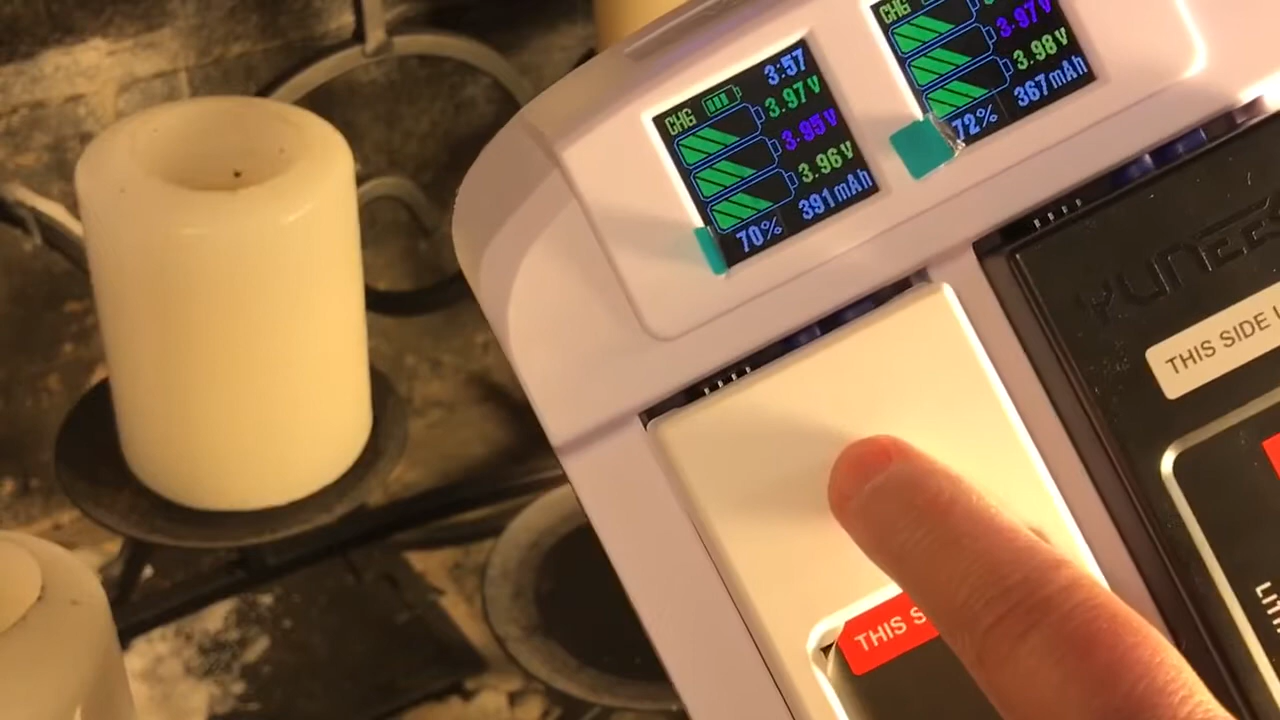 CHG 3:57
3.97V
3.95V
3.96V
70% 391mAh
CHG
3.97V
3.98V
72% 367mAh
YUNEE
THIS SIDE
THIS S